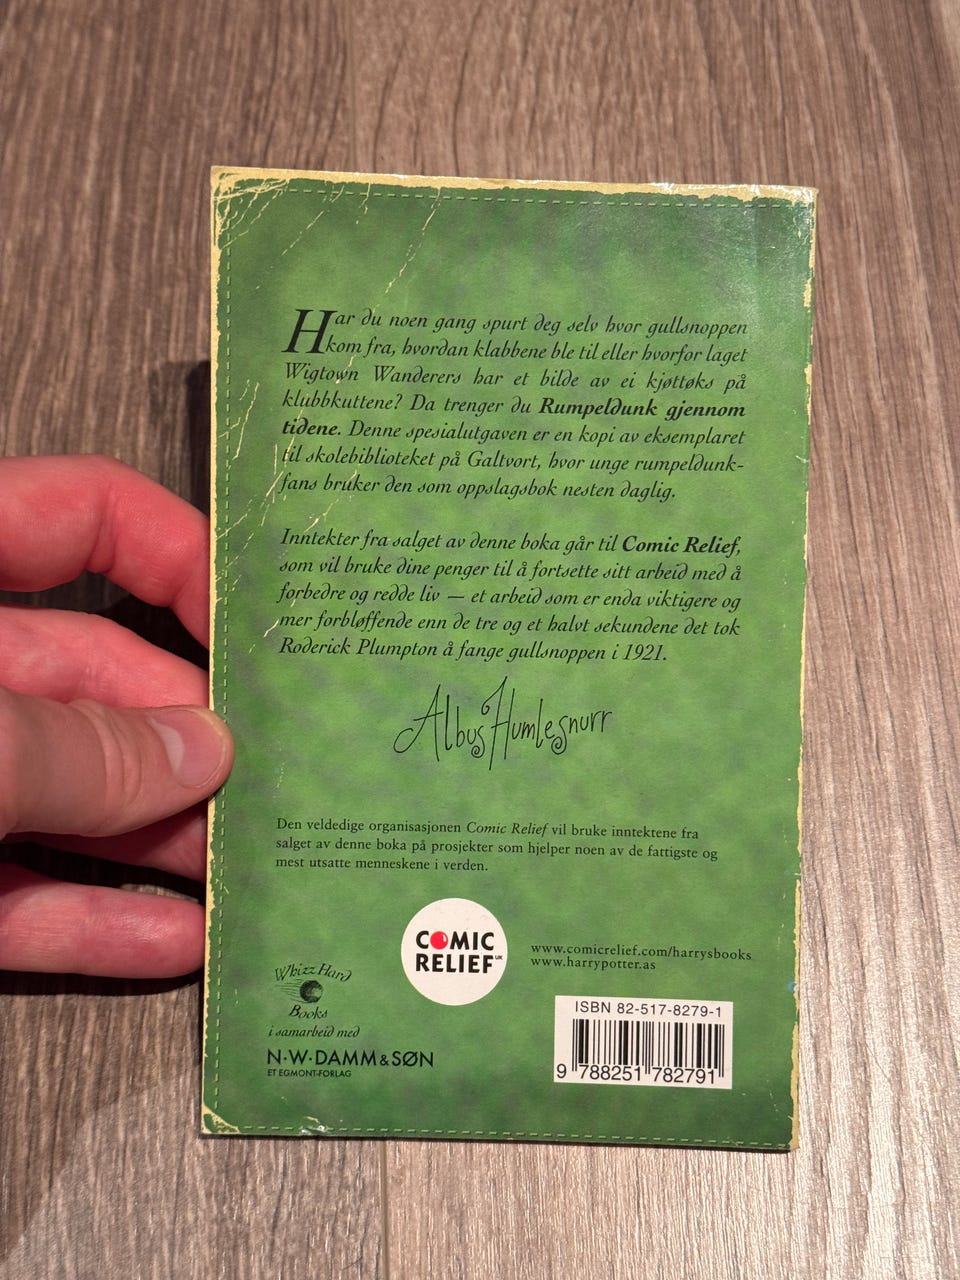 Har du noen gang spurt deg selv hvor gullsnoppen
kom fra, hvordan klabbene ble til eller hvorfor laget
Wigtown Wanderers har et bilde av ei kjøttøks på
klubbkuttene? Da trenger du Rumpeldunk gjennom
tidene. Denne spesialutgaven er en kopi av eksemplaret
til skolebiblioteket på Galtvort, hvor unge rumpeldunk-
fans bruker den som oppslagsbok nesten daglig.
Inntekter fra salget av denne boka går til Comic Relief,
som vil bruke dine penger til å fortsette sitt arbeid med å
forbedre og redde liv — et arbeid som er enda viktigere og
mer forbløffende enn de tre og et halvt sekundene det tok
Roderick Plumpton å fange gullsnoppen i 1921.
Albus Humlesnurr
Den veldedige organisasjonen Comic Relief vil bruke inntektene fra
salget av denne boka på prosjekter som hjelper noen av de fattigste og
mest utsatte menneskene i verden.
COMIC
RELIEF UK
www.comicrelief.com/harrysbooks
www.harrypotter.as
Whizz Hard
Books
i samarbeid med
N·W·DAMM & SØN
ET EGMONT-FORLAG
ISBN 82-517-8279-1
9 788251 782791